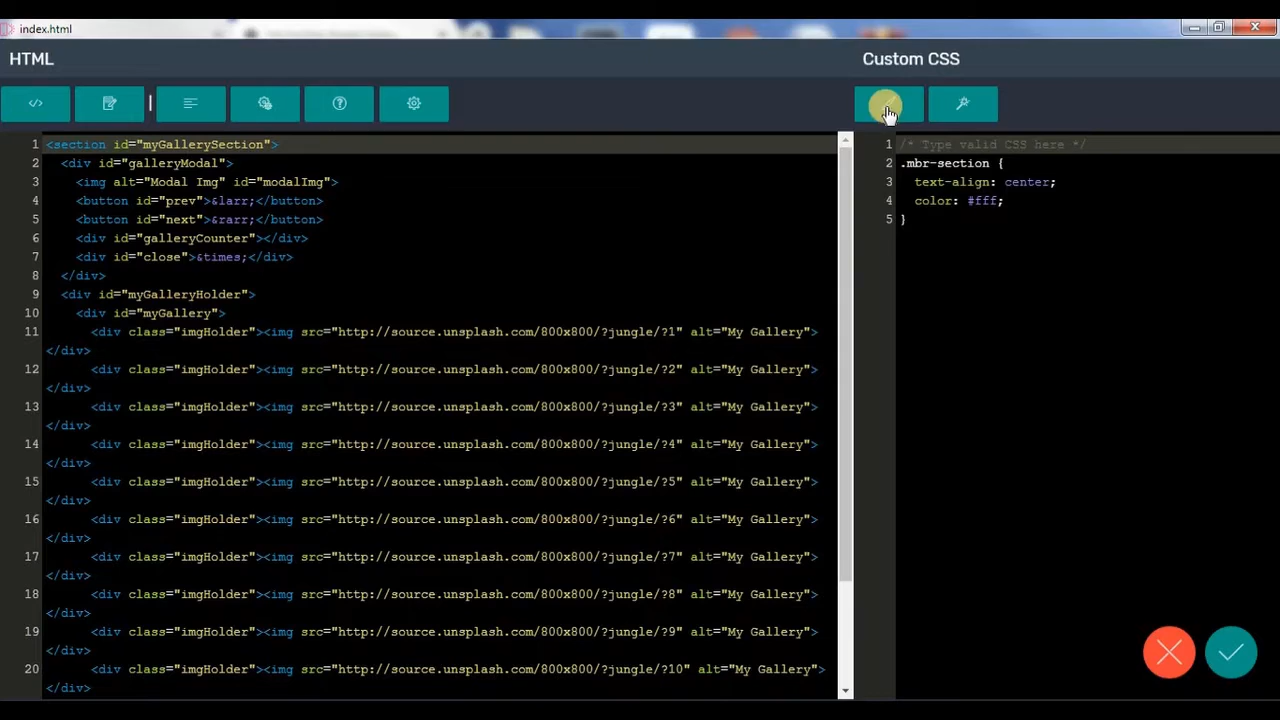 index.html
HTML
Custom CSS
1 <section id="myGallerySection">
2 <div id="galleryModal">
3 <img alt="Modal Img" id="modalImg">
4 <button id="prev">&larr;</button>
5 <button id="next">&rarr;</button>
6 <div id="galleryCounter"></div>
7 <div id="close">&times;</div>
8 </div>
9 <div id="myGalleryHolder">
10 <div id="myGallery">
11 <div class="imgHolder"><img src="http://source.unsplash.com/800x800/?jungle/?1" alt="My Gallery">
</div>
12 <div class="imgHolder"><img src="http://source.unsplash.com/800x800/?jungle/?2" alt="My Gallery">
</div>
13 <div class="imgHolder"><img src="http://source.unsplash.com/800x800/?jungle/?3" alt="My Gallery">
</div>
14 <div class="imgHolder"><img src="http://source.unsplash.com/800x800/?jungle/?4" alt="My Gallery">
</div>
15 <div class="imgHolder"><img src="http://source.unsplash.com/800x800/?jungle/?5" alt="My Gallery">
</div>
16 <div class="imgHolder"><img src="http://source.unsplash.com/800x800/?jungle/?6" alt="My Gallery">
</div>
17 <div class="imgHolder"><img src="http://source.unsplash.com/800x800/?jungle/?7" alt="My Gallery">
</div>
18 <div class="imgHolder"><img src="http://source.unsplash.com/800x800/?jungle/?8" alt="My Gallery">
</div>
19 <div class="imgHolder"><img src="http://source.unsplash.com/800x800/?jungle/?9" alt="My Gallery">
</div>
20 <div class="imgHolder"><img src="http://source.unsplash.com/800x800/?jungle/?10" alt="My Gallery">
</div>
1 /* Type valid CSS here */
2 .mbr-section {
3 text-align: center;
4 color: #fff;
5 }